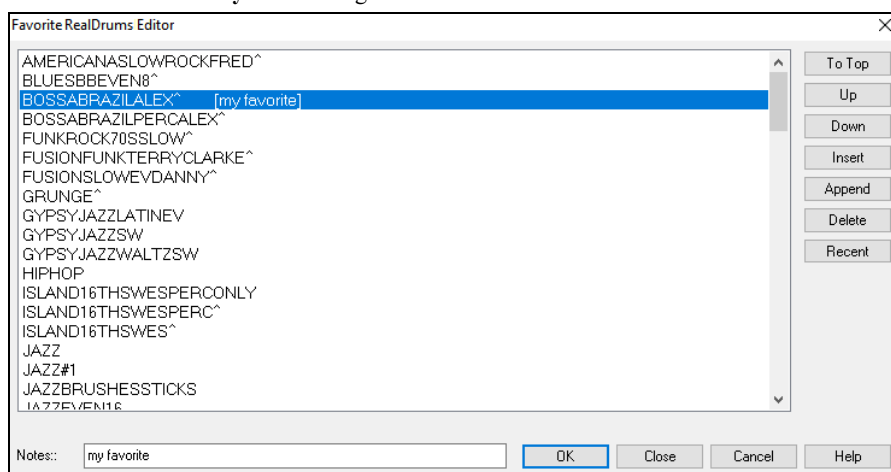 Favorite RealDrums Editor
AMERICANASLOWROCKFRED^
BLUESBBEVEN8^
BOSSABRAZILALEX^ [my favorite]
BOSSABRAZILPERCALEX^
FUNKROCK70SSLOW^
FUSIONFUNKTERRYCLARKE^
FUSIONSLOWEVDANNY^
GRUNGE^
GYPSYJAZZLATINEV
GYPSYJAZZSW
GYPSYJAZZWALTZSW
HIPHOP
ISLAND16THSWESPERCONLY
ISLAND16THSWESPERC^
ISLAND16THSWES^
JAZZ
JAZZ#1
JAZZBRUSHESSTICKS
JAZZEVEN16
To Top
Up
Down
Insert
Append
Delete
Recent
Notes:: my favorite
OK Close Cancel Help